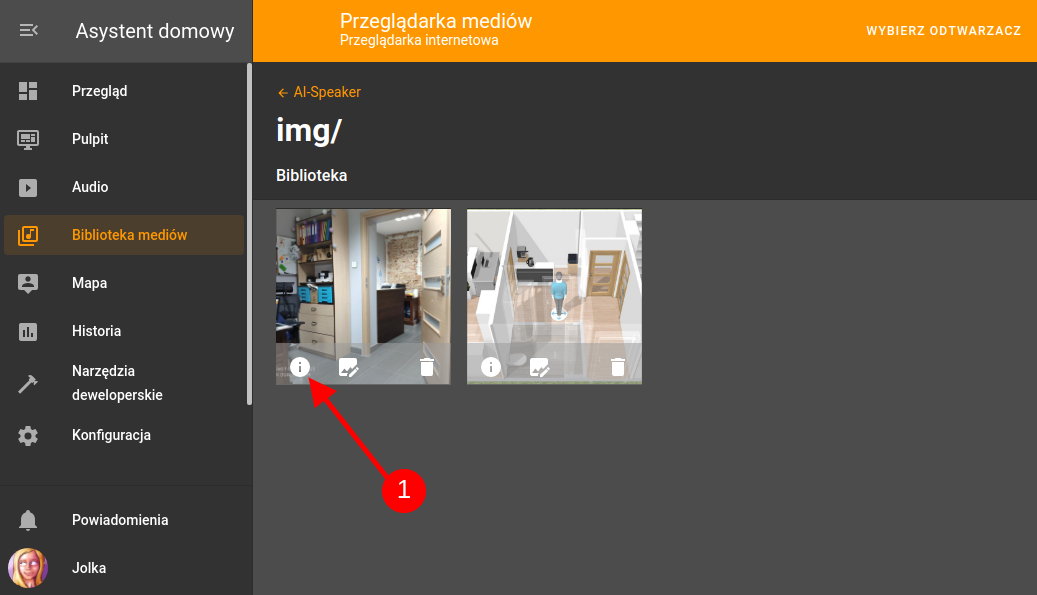 Asystent domowy
Przeglądarka mediów
Przeglądarka internetowa
WYBIERZ ODTWARZACZ
Przegląd
Pulpit
Audio
Biblioteka mediów
Mapa
Historia
Narzędzia
deweloperskie
Konfiguracja
Powiadomienia
Jolka
← AI-Speaker
img/
Biblioteka
1